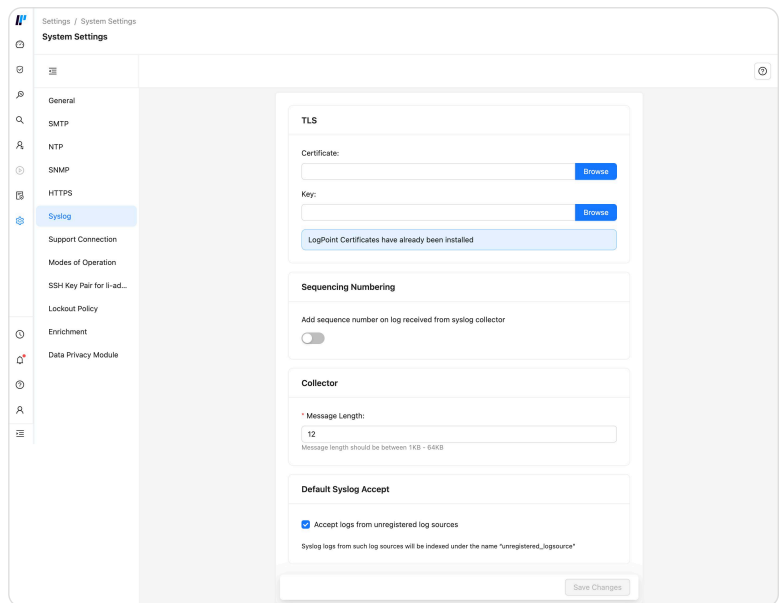 Settings / System Settings
System Settings
General
SMTP
NTP
SNMP
HTTPS
Syslog
Support Connection
Modes of Operation
SSH Key Pair for li-ad...
Lockout Policy
Enrichment
Data Privacy Module
TLS
Certificate:
Browse
Key:
Browse
LogPoint Certificates have already been installed
Sequencing Numbering
Add sequence number on log received from syslog collector
Collector
* Message Length:
12
Message length should be between 1KB - 64KB
Default Syslog Accept
Accept logs from unregistered log sources
Syslog logs from such log sources will be indexed under the name "unregistered_logsource"
Save Changes